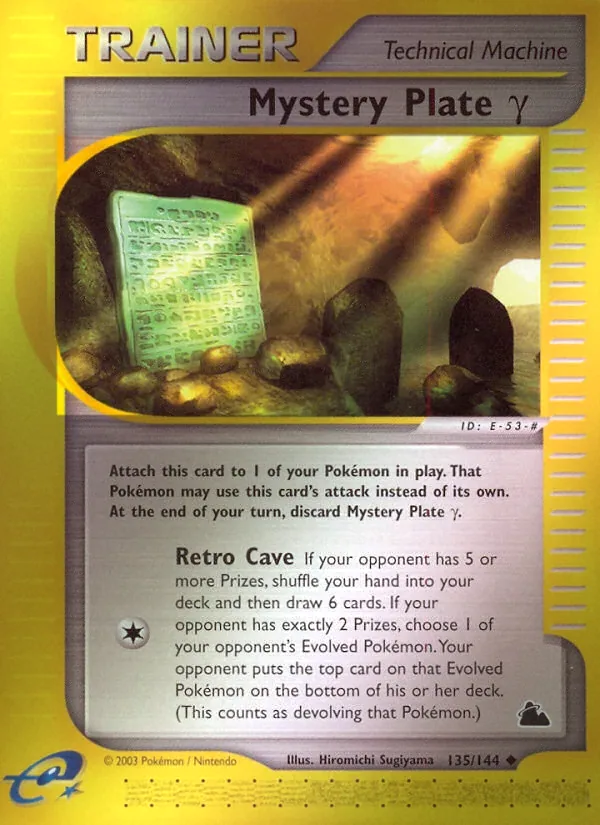 TRAINER
Technical Machine
Mystery Plate γ
ID: E-53-#
Attach this card to 1 of your Pokémon in play. That
Pokémon may use this card's attack instead of its own.
At the end of your turn, discard Mystery Plate γ.
Retro Cave If your opponent has 5 or
more Prizes, shuffle your hand into your
deck and then draw 6 cards. If your
opponent has exactly 2 Prizes, choose 1 of
your opponent's Evolved Pokémon. Your
opponent puts the top card on that Evolved
Pokémon on the bottom of his or her deck.
(This counts as devolving that Pokémon.)
© 2003 Pokémon / Nintendo Illus. Hiromichi Sugiyama 135/144 ◆
e